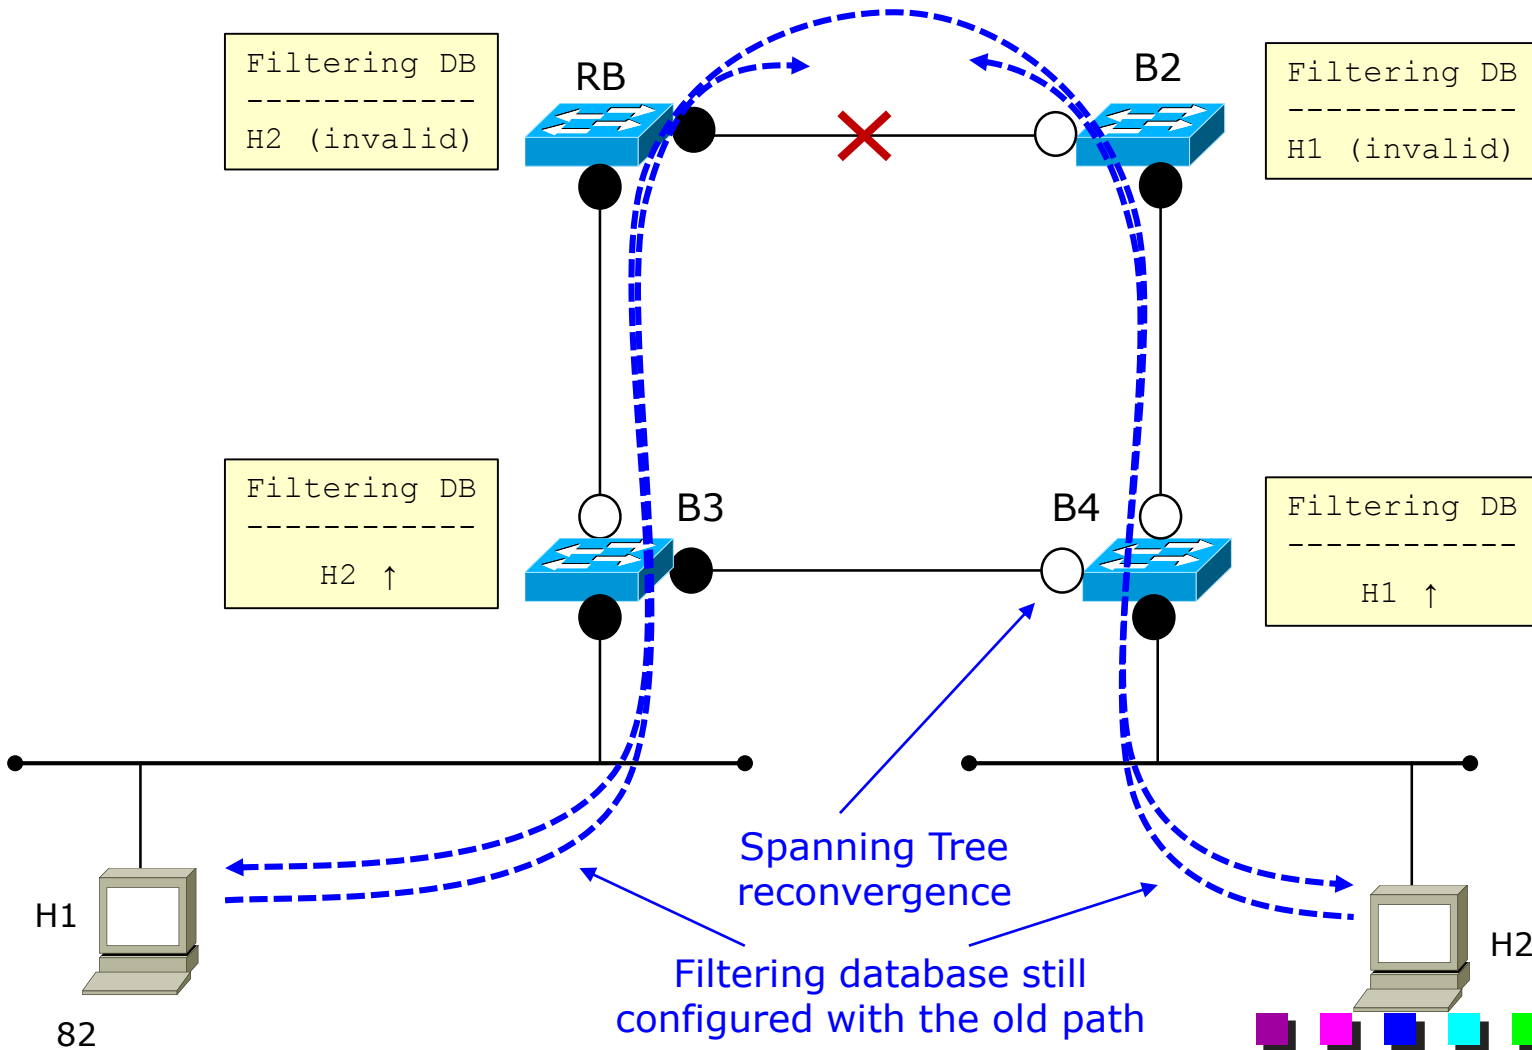 Filtering DB
------------
H2 (invalid)
RB
B2
Filtering DB
------------
H1 (invalid)
Filtering DB
------------
H2 ↑
B3
B4
Filtering DB
------------
H1 ↑
Spanning Tree
reconvergence
H1
H2
Filtering database still
configured with the old path
82